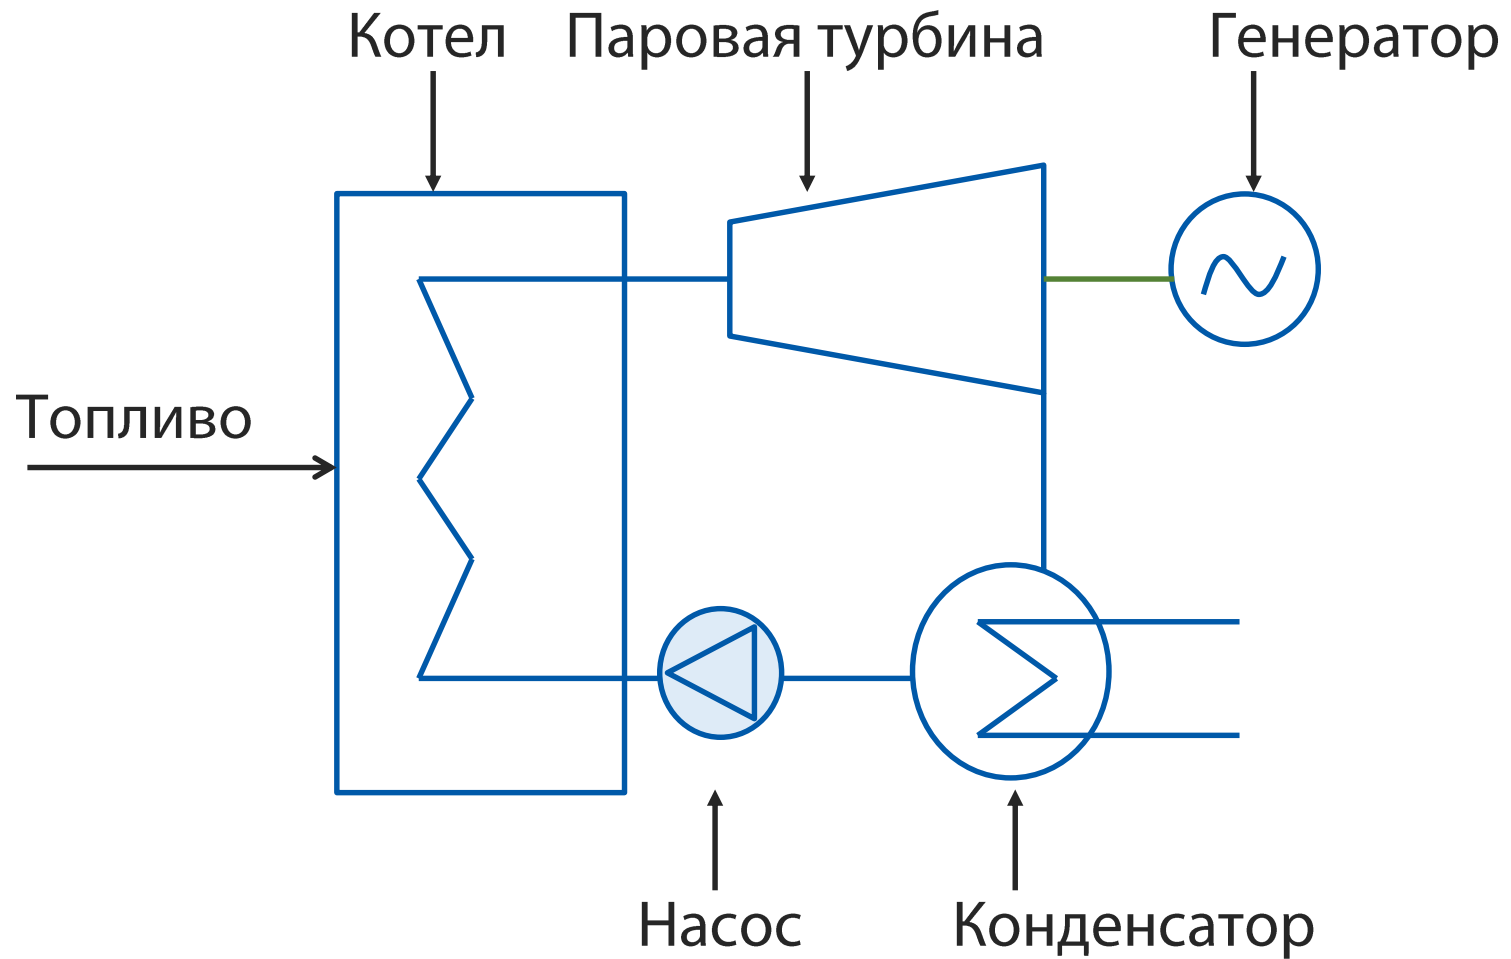 Котел
Паровая турбина
Генератор
Топливо
Насос
Конденсатор